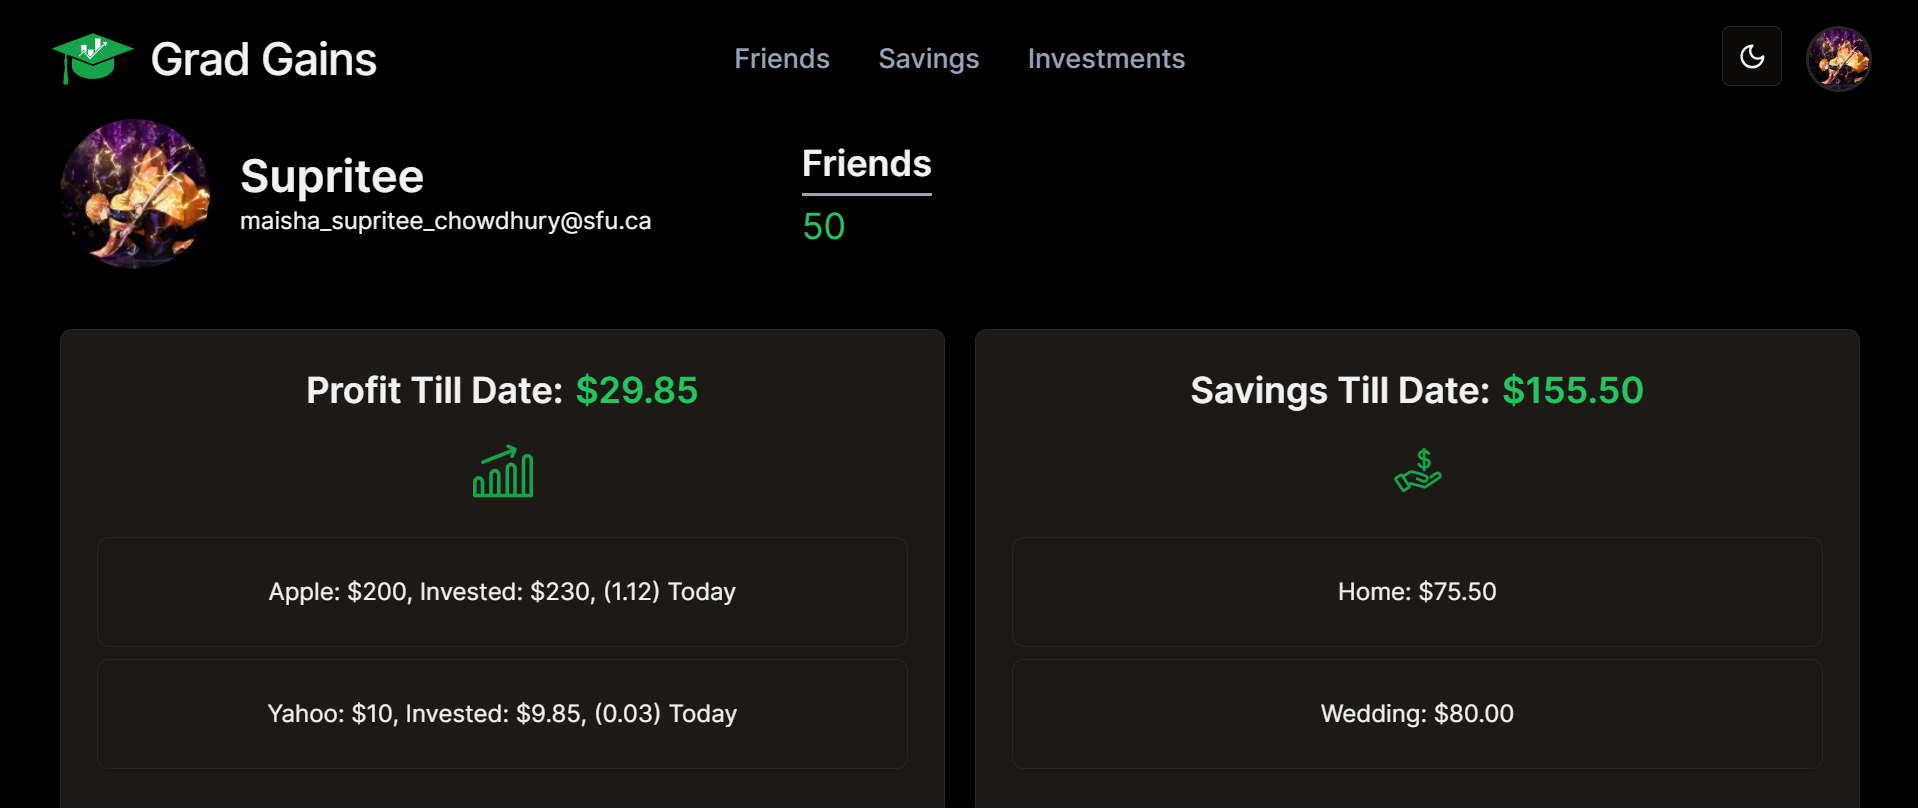 Grad Gains
Friends Savings Investments
Supritee
maisha_supritee_chowdhury@sfu.ca
Friends
50
Profit Till Date: $29.85
Apple: $200, Invested: $230, (1.12) Today
Yahoo: $10, Invested: $9.85, (0.03) Today
Savings Till Date: $155.50
Home: $75.50
Wedding: $80.00